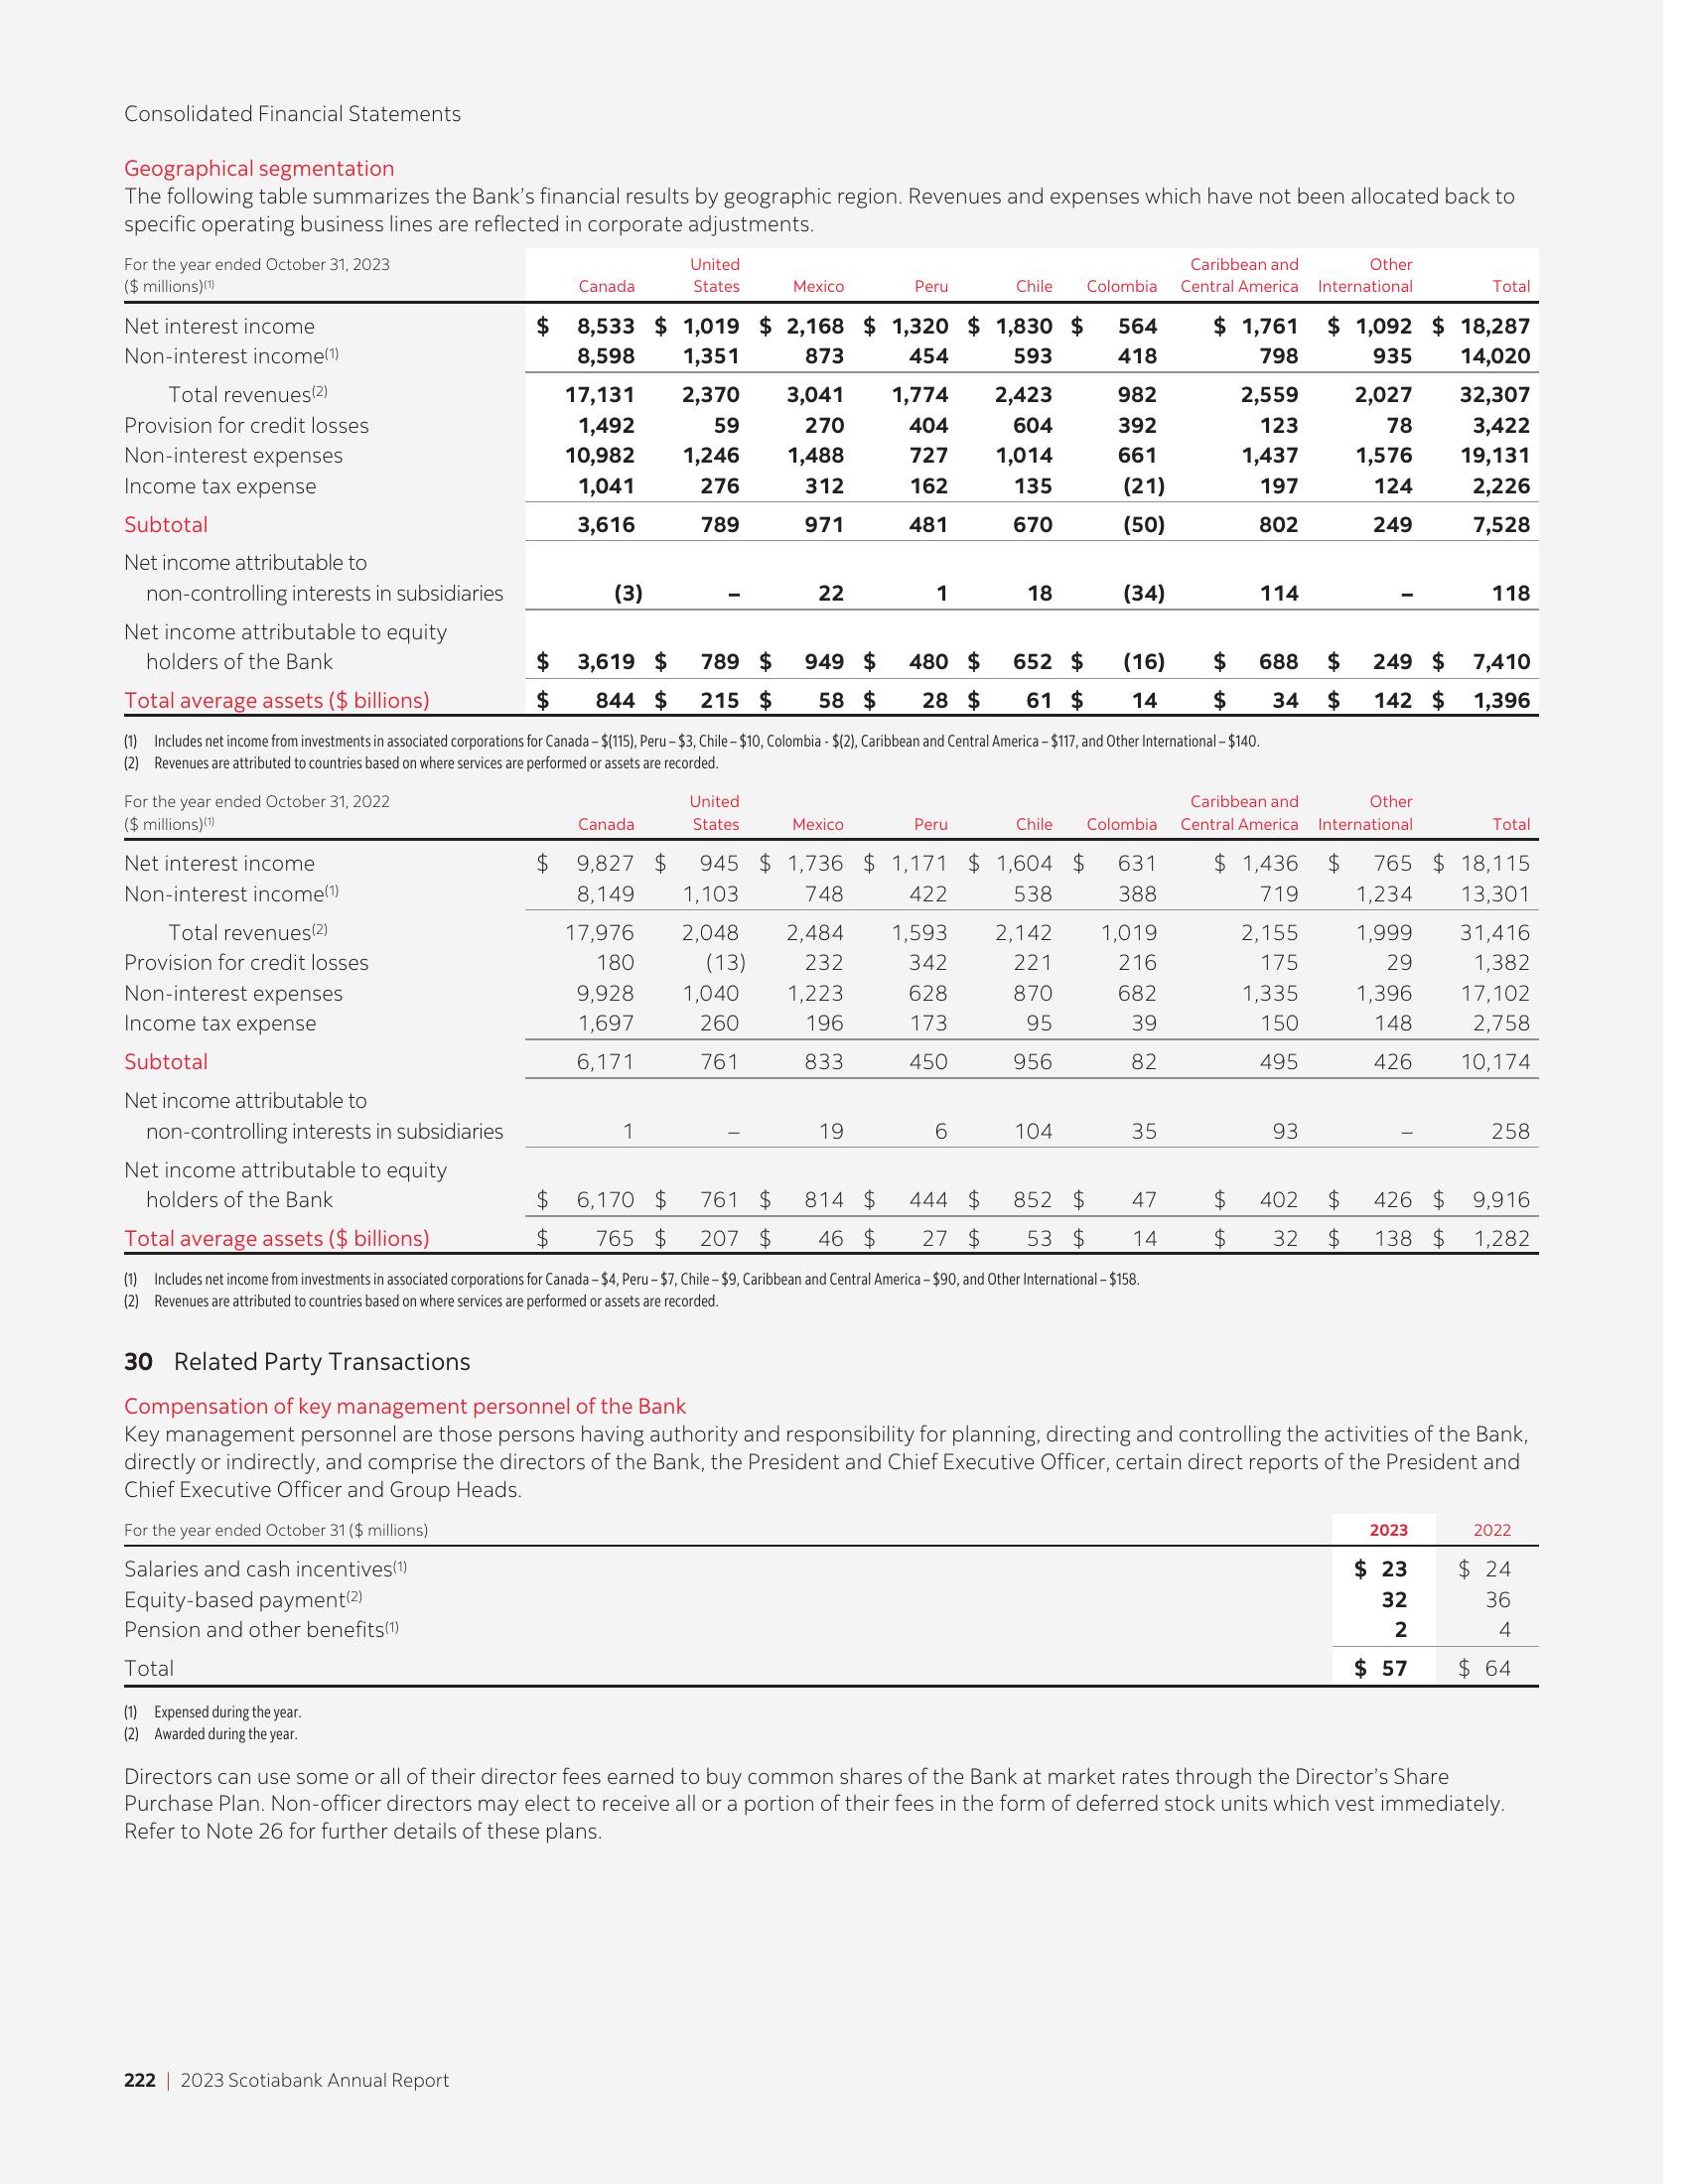 Consolidated Financial Statements
Geographical segmentation
The following table summarizes the Bank’s financial results by geographic region. Revenues and expenses which have not been allocated back to
specific operating business lines are reflected in corporate adjustments.
For the year ended October 31, 2023
($ millions)(1) Canada United States Mexico Peru Chile Colombia Caribbean and Central America Other International Total
Net interest income $ 8,533 $ 1,019 $ 2,168 $ 1,320 $ 1,830 $ 564 $ 1,761 $ 1,092 $ 18,287
Non-interest income(1) 8,598 1,351 873 454 593 418 798 935 14,020
Total revenues(2) 17,131 2,370 3,041 1,774 2,423 982 2,559 2,027 32,307
Provision for credit losses 1,492 59 270 404 604 392 123 78 3,422
Non-interest expenses 10,982 1,246 1,488 727 1,014 661 1,437 1,576 19,131
Income tax expense 1,041 276 312 162 135 (21) 197 124 2,226
Subtotal 3,616 789 971 481 670 (50) 802 249 7,528
Net income attributable to
non-controlling interests in subsidiaries (3) – 22 1 18 (34) 114 – 118
Net income attributable to equity
holders of the Bank $ 3,619 $ 789 $ 949 $ 480 $ 652 $ (16) $ 688 $ 249 $ 7,410
Total average assets ($ billions) $ 844 $ 215 $ 58 $ 28 $ 61 $ 14 $ 34 $ 142 $ 1,396
(1) Includes net income from investments in associated corporations for Canada – $(115), Peru – $3, Chile – $10, Colombia - $(2), Caribbean and Central America – $117, and Other International – $140.
(2) Revenues are attributed to countries based on where services are performed or assets are recorded.
For the year ended October 31, 2022
($ millions)(1) Canada United States Mexico Peru Chile Colombia Caribbean and Central America Other International Total
Net interest income $ 9,827 $ 945 $ 1,736 $ 1,171 $ 1,604 $ 631 $ 1,436 $ 765 $ 18,115
Non-interest income(1) 8,149 1,103 748 422 538 388 719 1,234 13,301
Total revenues(2) 17,976 2,048 2,484 1,593 2,142 1,019 2,155 1,999 31,416
Provision for credit losses 180 (13) 232 342 221 216 175 29 1,382
Non-interest expenses 9,928 1,040 1,223 628 870 682 1,335 1,396 17,102
Income tax expense 1,697 260 196 173 95 39 150 148 2,758
Subtotal 6,171 761 833 450 956 82 495 426 10,174
Net income attributable to
non-controlling interests in subsidiaries 1 – 19 6 104 35 93 – 258
Net income attributable to equity
holders of the Bank $ 6,170 $ 761 $ 814 $ 444 $ 852 $ 47 $ 402 $ 426 $ 9,916
Total average assets ($ billions) $ 765 $ 207 $ 46 $ 27 $ 53 $ 14 $ 32 $ 138 $ 1,282
(1) Includes net income from investments in associated corporations for Canada – $4, Peru – $7, Chile – $9, Caribbean and Central America – $90, and Other International – $158.
(2) Revenues are attributed to countries based on where services are performed or assets are recorded.
30 Related Party Transactions
Compensation of key management personnel of the Bank
Key management personnel are those persons having authority and responsibility for planning, directing and controlling the activities of the Bank,
directly or indirectly, and comprise the directors of the Bank, the President and Chief Executive Officer, certain direct reports of the President and
Chief Executive Officer and Group Heads.
For the year ended October 31 ($ millions) 2023 2022
Salaries and cash incentives(1) $ 23 $ 24
Equity-based payment(2) 32 36
Pension and other benefits(1) 2 4
Total $ 57 $ 64
(1) Expensed during the year.
(2) Awarded during the year.
Directors can use some or all of their director fees earned to buy common shares of the Bank at market rates through the Director’s Share
Purchase Plan. Non-officer directors may elect to receive all or a portion of their fees in the form of deferred stock units which vest immediately.
Refer to Note 26 for further details of these plans.
222 | 2023 Scotiabank Annual Report